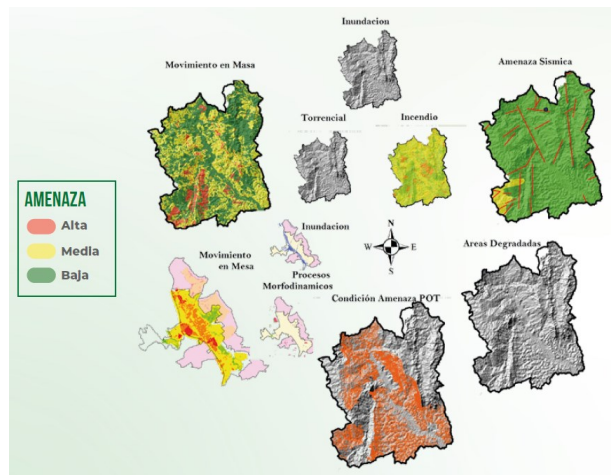 Inundacion
Movimiento en Masa
Amenaza Sismica
Torrencial
Incendio
AMENAZA
Alta
Media
Baja
Inundacion
N
W E
S
Movimiento
en Mesa
Procesos
Morfodinamicos
Areas Degradadas
Condición Amenaza POT